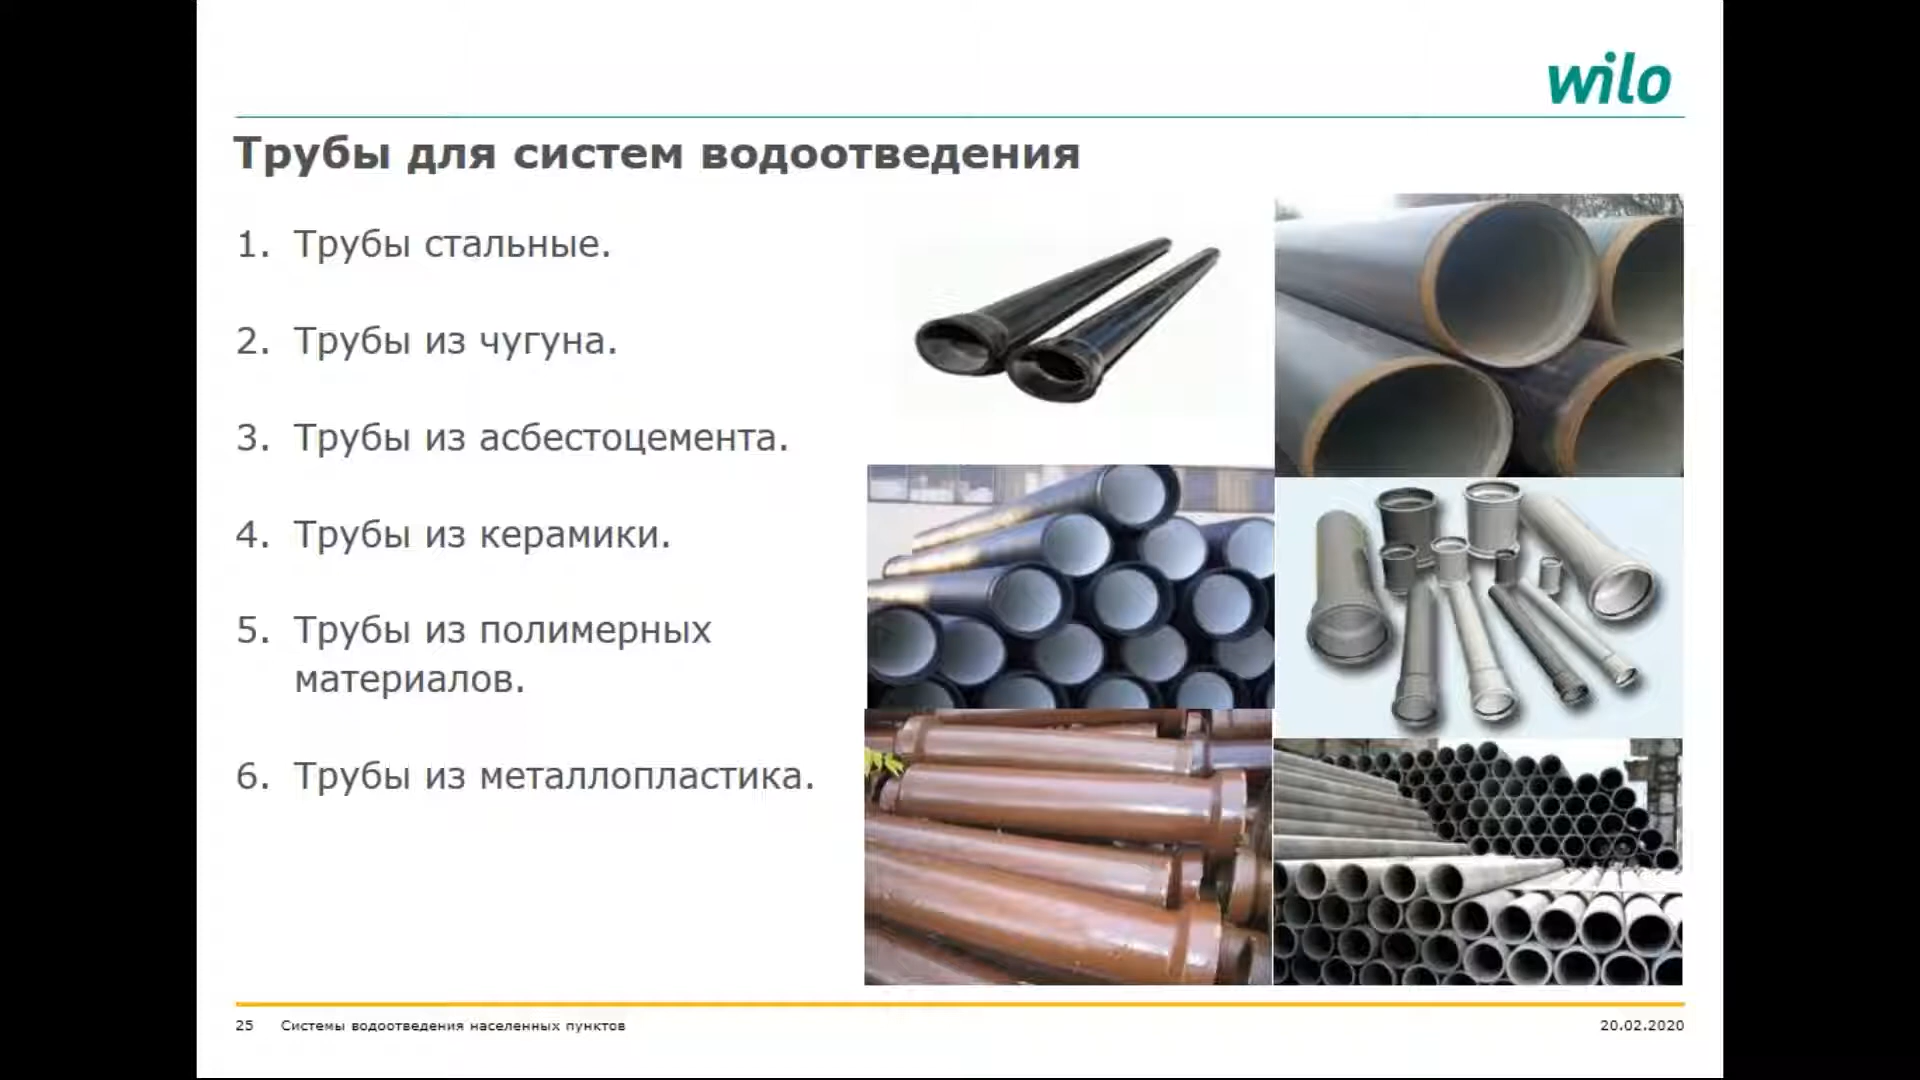 wilo
Трубы для систем водоотведения
1. Трубы стальные.
2. Трубы из чугуна.
3. Трубы из асбестоцемента.
4. Трубы из керамики.
5. Трубы из полимерных
материалов.
6. Трубы из металлопластика.
25 Системы водоотведения населенных пунктов
20.02.2020